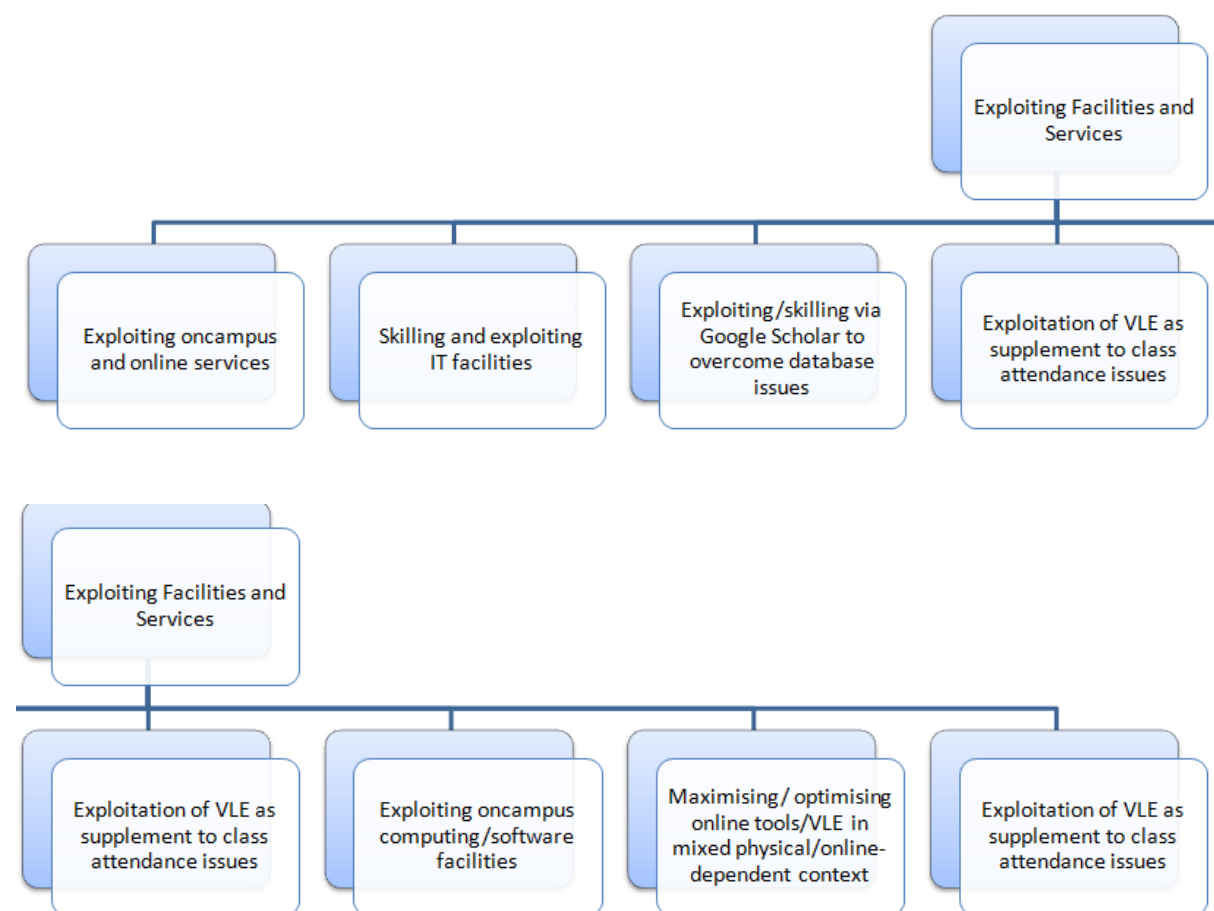 Exploiting Facilities and
Services
Exploiting oncampus
and online services
Skilling and exploiting
IT facilities
Exploiting/skilling via
Google Scholar to
overcome database
issues
Exploitation of VLE as
supplement to class
attendance issues
Exploiting Facilities and
Services
Exploitation of VLE as
supplement to class
attendance issues
Exploiting oncampus
computing/software
facilities
Maximising/ optimising
online tools/VLE in
mixed physical/online-
dependent context
Exploitation of VLE as
supplement to class
attendance issues